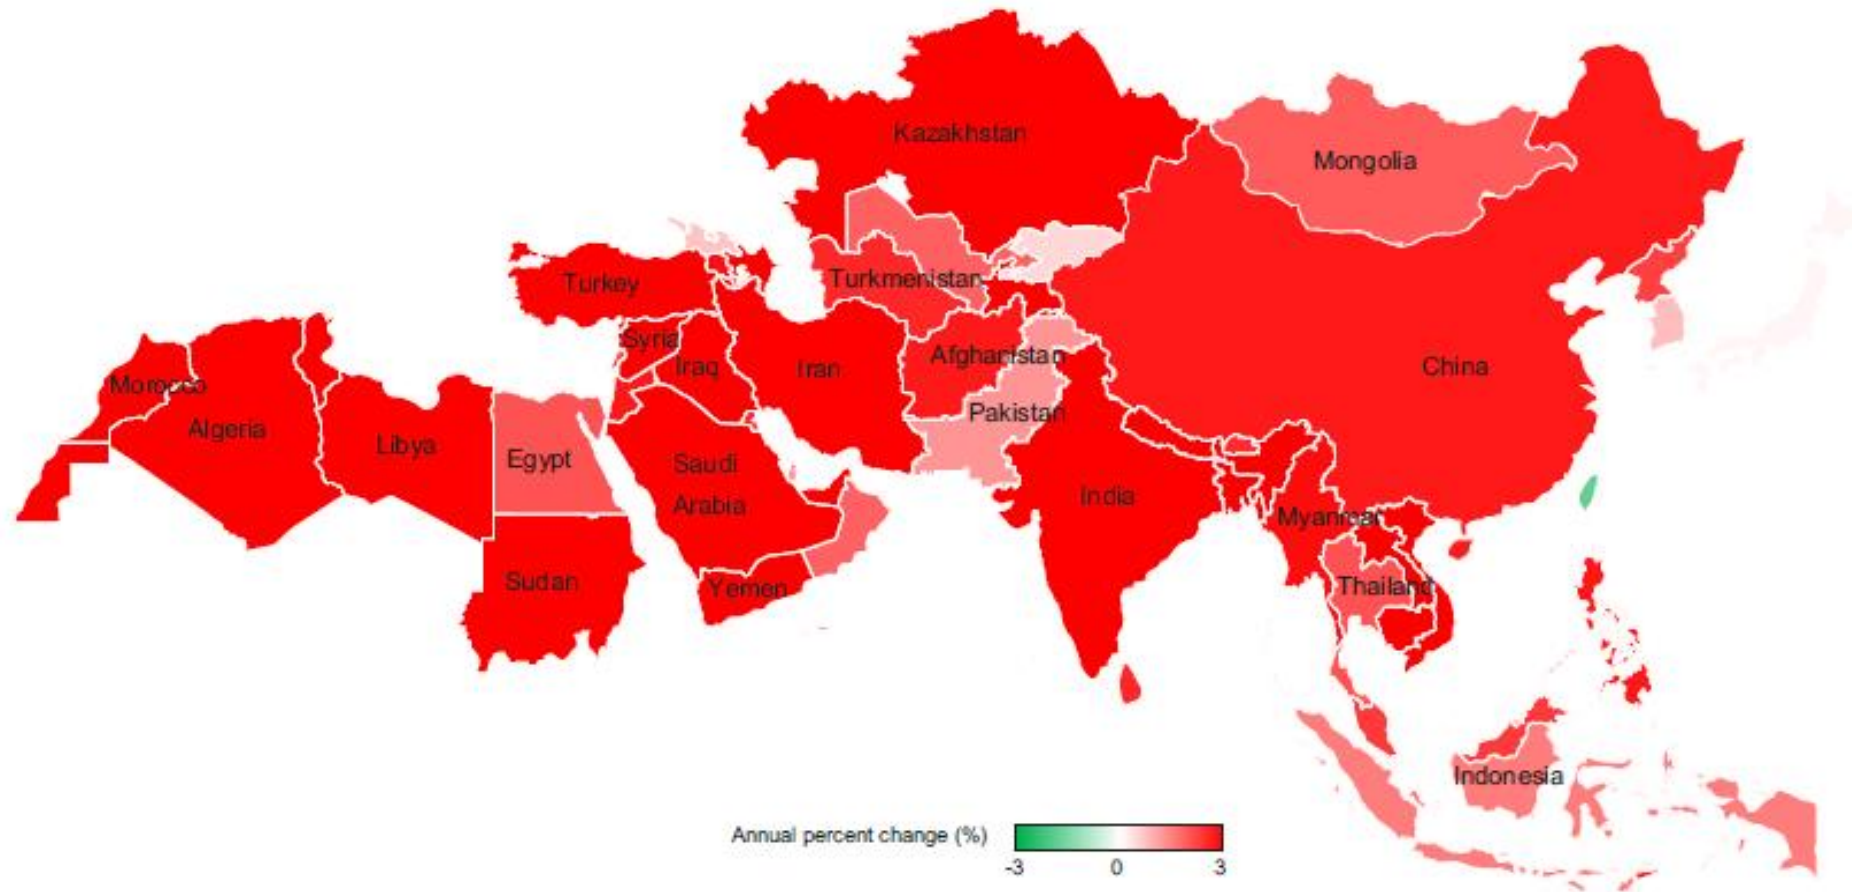 Kazakhstan
Mongolia
Turkmenistan
Turkey
Syria
Iraq
Iran
Afghanistan
China
Morocco
Algeria
Libya
Egypt
Saudi
Arabia
Pakistan
India
Myanmar
Sudan
Yemen
Thailand
Indonesia
Annual percent change (%)
-3 0 3